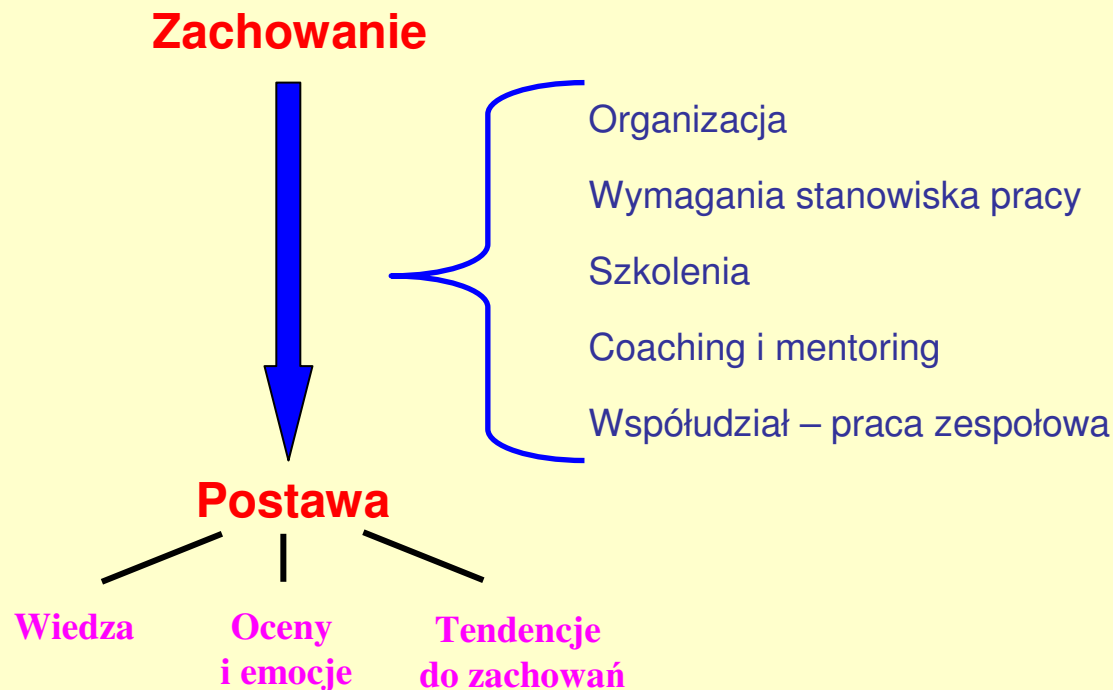 Zachowanie
Organizacja
Wymagania stanowiska pracy
Szkolenia
Coaching i mentoring
Współudział – praca zespołowa
Postawa
Wiedza
Oceny
i emocje
Tendencje
do zachowań